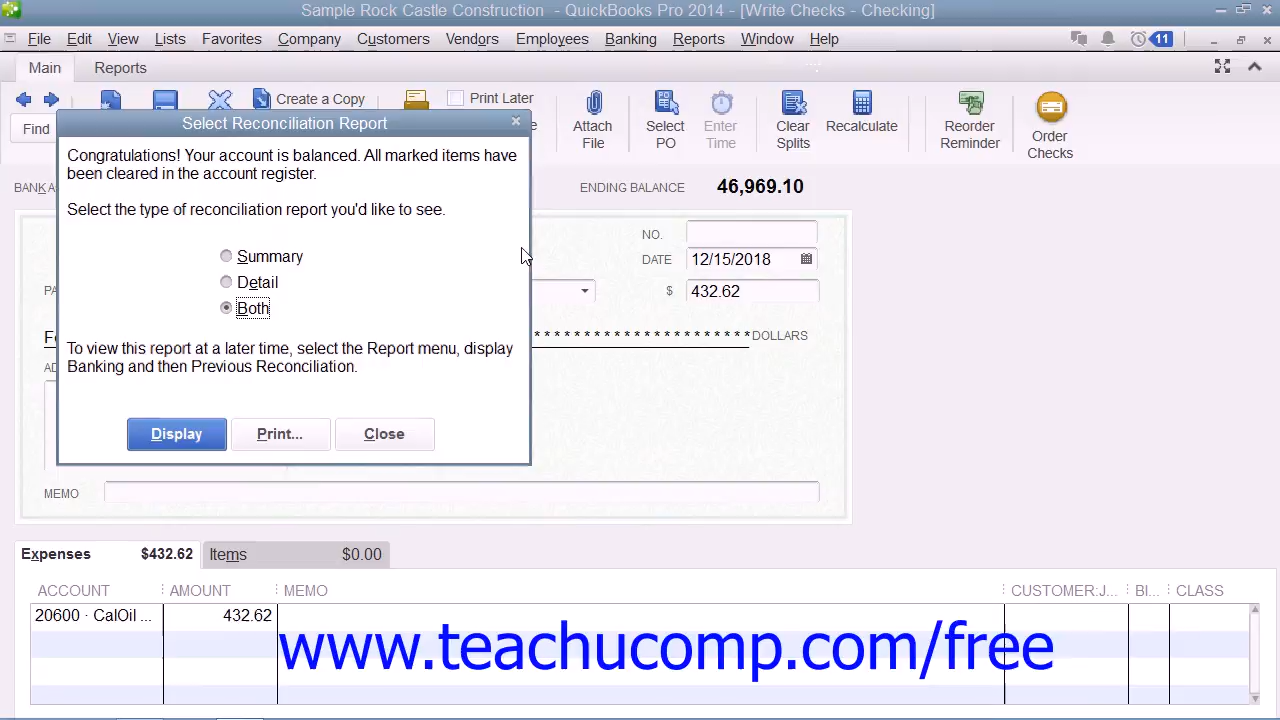 Sample Rock Castle Construction - QuickBooks Pro 2014 - [Write Checks - Checking]
File Edit View Lists Favorites Company Customers Vendors Employees Banking Reports Window Help 11
Main Reports
Create a Copy Print Later
Find
Attach File
Select PO
Enter Time
Clear Splits
Recalculate
Reorder Reminder
Order Checks
Select Reconciliation Report
Congratulations! Your account is balanced. All marked items have
been cleared in the account register.
Select the type of reconciliation report you'd like to see.
Summary
Detail
Both
To view this report at a later time, select the Report menu, display
Banking and then Previous Reconciliation.
Display Print... Close
BANK A
ENDING BALANCE 46,969.10
NO.
DATE 12/15/2018
PA
$ 432.62
Fo
* * * * * * * * * * * * * * * * * * * * * * DOLLARS
AD
MEMO
Expenses $432.62 Items $0.00
ACCOUNT AMOUNT MEMO CUSTOMER:J... BI... CLASS
20600 · CalOil ... 432.62
www.teachucomp.com/free